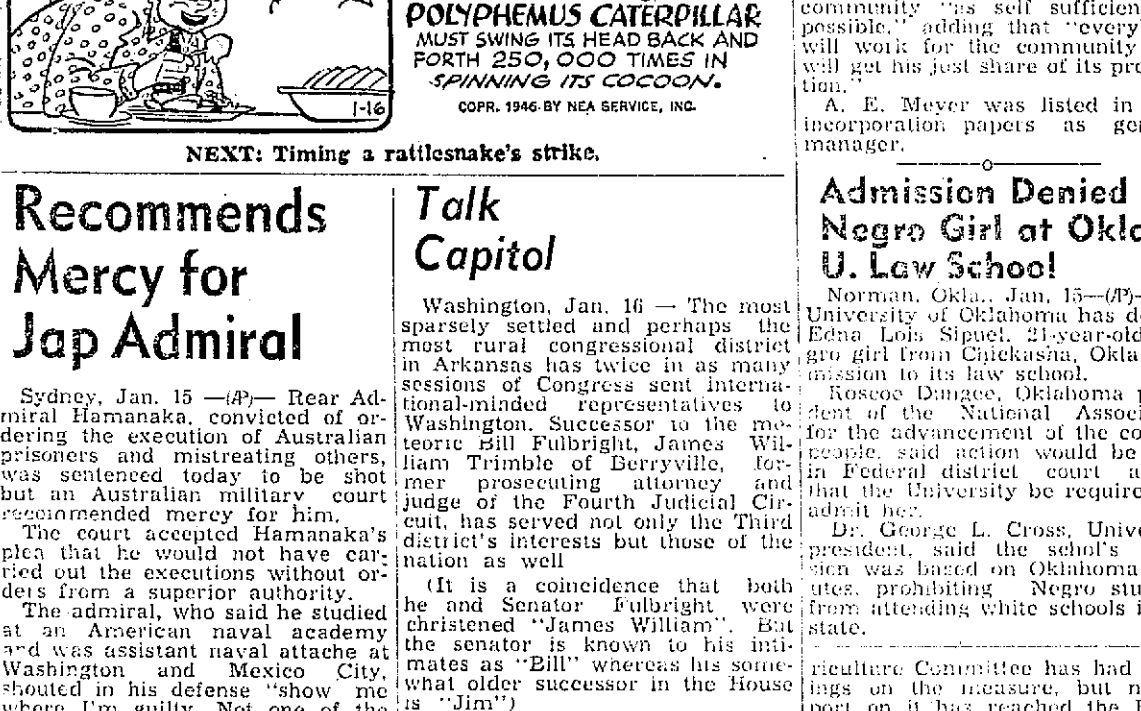 POLYPHEMUS CATERPILLAR
MUST SWING ITS HEAD BACK AND
FORTH 250,000 TIMES IN
SPINNING ITS COCOON.
COPR. 1946 BY NEA SERVICE, INC.
1-16
NEXT: Timing a rattlesnake's strike.
Recommends
Mercy for
Jap Admiral
Sydney, Jan. 15 —(AP)— Rear Ad-
miral Hamanaka, convicted of or-
dering the execution of Australian
prisoners and mistreating others,
was sentenced today to be shot
but an Australian military court
recommended mercy for him.
The court accepted Hamanaka's
plea that he would not have car-
ried out the executions without or-
ders from a superior authority.
The admiral, who said he studied
at an American naval academy
and was assistant naval attache at
Washington and Mexico City,
shouted in his defense "show me
where I'm guilty. Not one of the
Talk
Capitol
Washington, Jan. 16 — The most
sparsely settled and perhaps the
most rural congressional district
in Arkansas has twice in as many
sessions of Congress sent interna-
tional-minded representatives to
Washington. Successor to the me-
teoric Bill Fulbright, James Wil-
liam Trimble of Berryville, for-
mer prosecuting attorney and
judge of the Fourth Judicial Cir-
cuit, has served not only the Third
district's interests but those of the
nation as well
(It is a coincidence that both
he and Senator Fulbright were
christened "James William". But
the senator is known to his inti-
mates as "Bill" whereas his some-
what older successor in the House
is "Jim")
community "as self sufficien
possible," adding that "every
will work for the community
will get his just share of its pro
tion.
A. E. Meyer was listed in
incorporation papers as gen
manager.
Admission Denied
Negro Girl at Okla
U. Law School
Norman, Okla., Jan. 15—(AP)—
University of Oklahoma has d
Edna Lois Sipuel, 21-year-old
gro girl from Chickasha, Okla
mission to its law school.
Roscoe Dungee, Oklahoma p
dent of the National Assoc
for the advancement of the co
people, said action would be
in Federal district court a
that the University be require
admit her.
Dr. George L. Cross, Unive
president, said the schol's
sion was based on Oklahoma
utes, prohibiting Negro stu
from attending white schools i
state.
riculture Committee has had
ings on the measure, but n
port on it has reached the